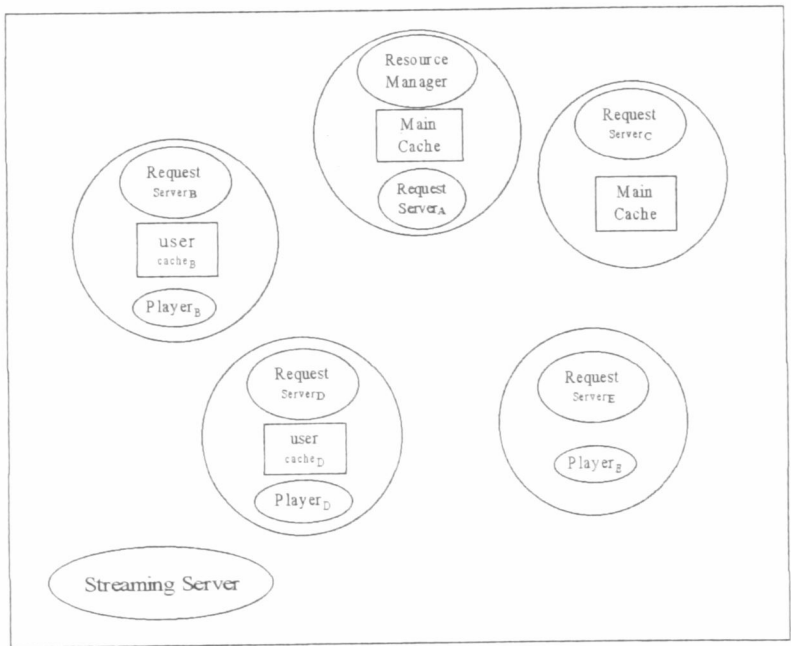 Resource
Manager
Main
Cache
Request
ServerA
Request
ServerC
Main
Cache
Request
ServerB
user
cacheB
PlayerB
Request
ServerD
user
cacheD
PlayerD
Request
ServerE
PlayerE
Streaming Server